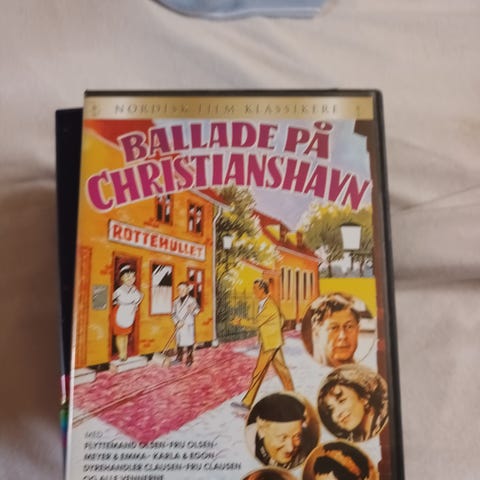 NORDISK FILM KLASSIKERE
BALLADE PÅ
CHRISTIANSHAVN
ROTTEHULLET
MED
FLYTTEMAND OLSEN-FRU OLSEN-
MEYER & EMMA- KARLA & EGON
DYREHANDLER CLAUSEN-FRU CLAUSEN
OG ALLE VENNERNE